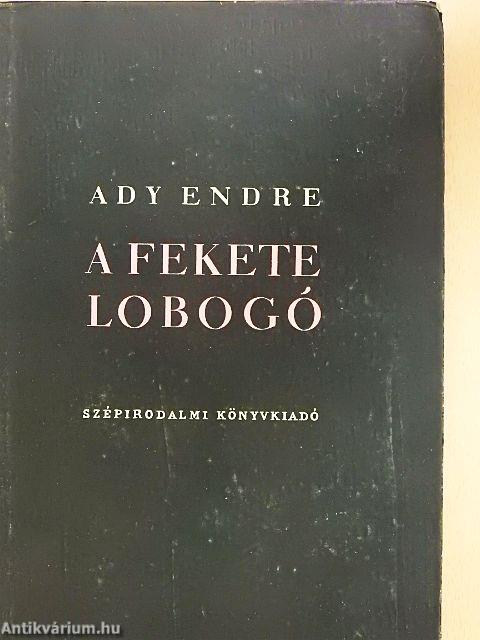 ADY ENDRE
A FEKETE
LOBOGÓ
SZÉPIRODALMI KÖNYVKIADÓ
Antikvárium.hu